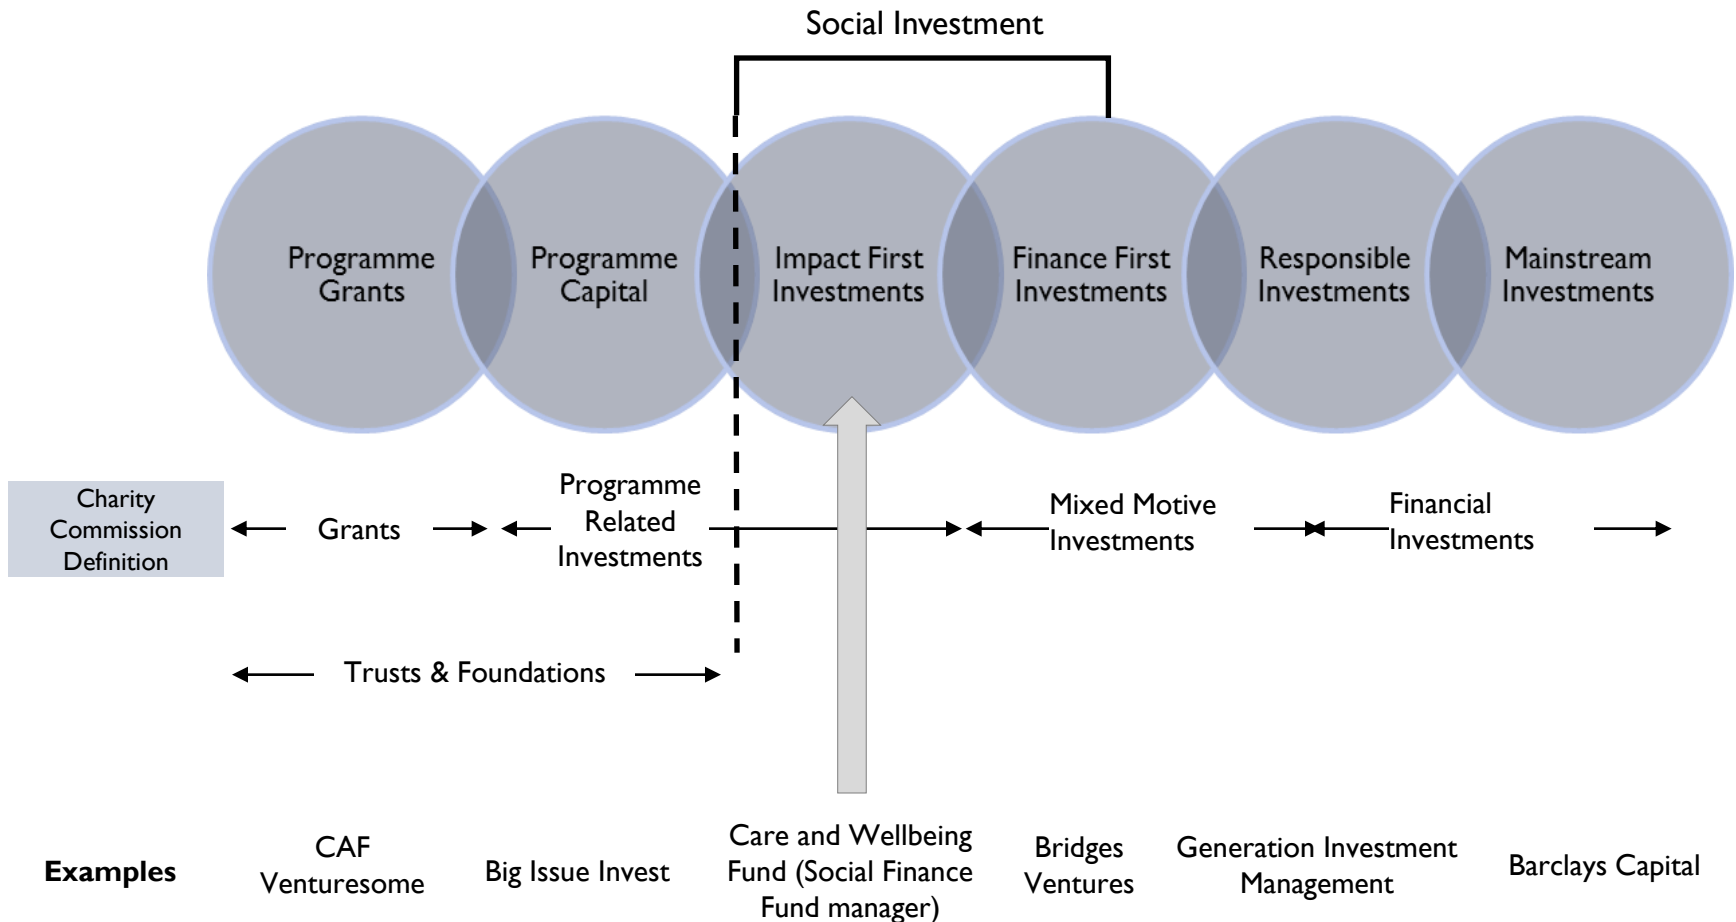 Social Investment
Programme
Grants
Programme
Capital
Impact First
Investments
Finance First
Investments
Responsible
Investments
Mainstream
Investments
Charity
Commission
Definition
Grants
Programme
Related
Investments
Mixed Motive
Investments
Financial
Investments
Trusts & Foundations
Examples
CAF
Venturesome
Big Issue Invest
Care and Wellbeing
Fund (Social Finance
Fund manager)
Bridges
Ventures
Generation Investment
Management
Barclays Capital